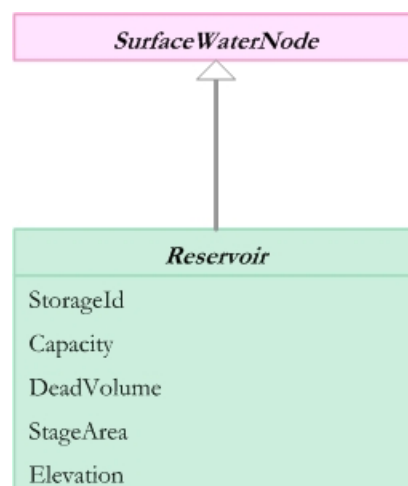 SurfaceWaterNode
Reservoir
StorageId
Capacity
DeadVolume
StageArea
Elevation